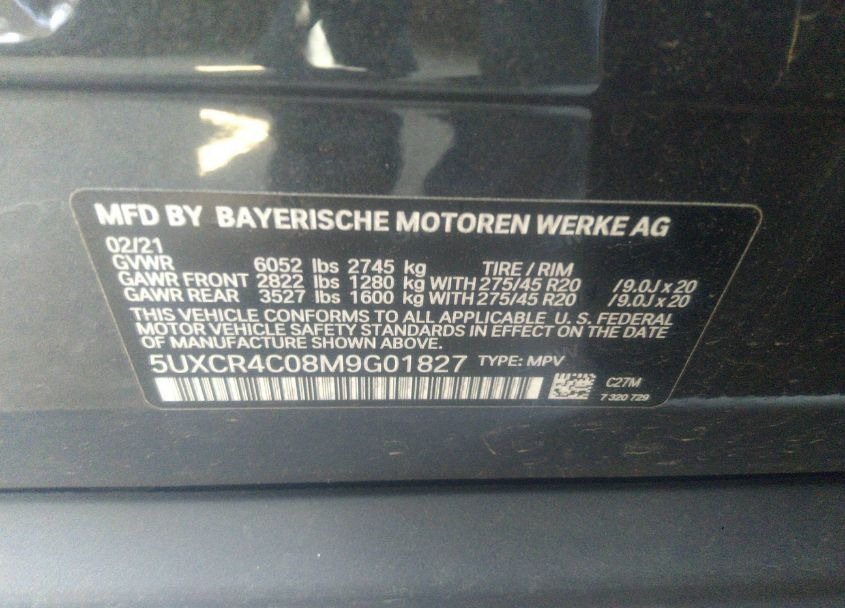 MFD BY BAYERISCHE MOTOREN WERKE AG
02/21
GVWR 6052 lbs 2745 kg TIRE / RIM
GAWR FRONT 2822 lbs 1280 kg WITH 275/45 R20 /9.0J x 20
GAWR REAR 3527 lbs 1600 kg WITH 275/45 R20 /9.0J x 20
THIS VEHICLE CONFORMS TO ALL APPLICABLE U. S. FEDERAL
MOTOR VEHICLE SAFETY STANDARDS IN EFFECT ON THE DATE
OF MANUFACTURE SHOWN ABOVE.
5UXCR4C08M9G01827 TYPE: MPV
C27M
7 320 729